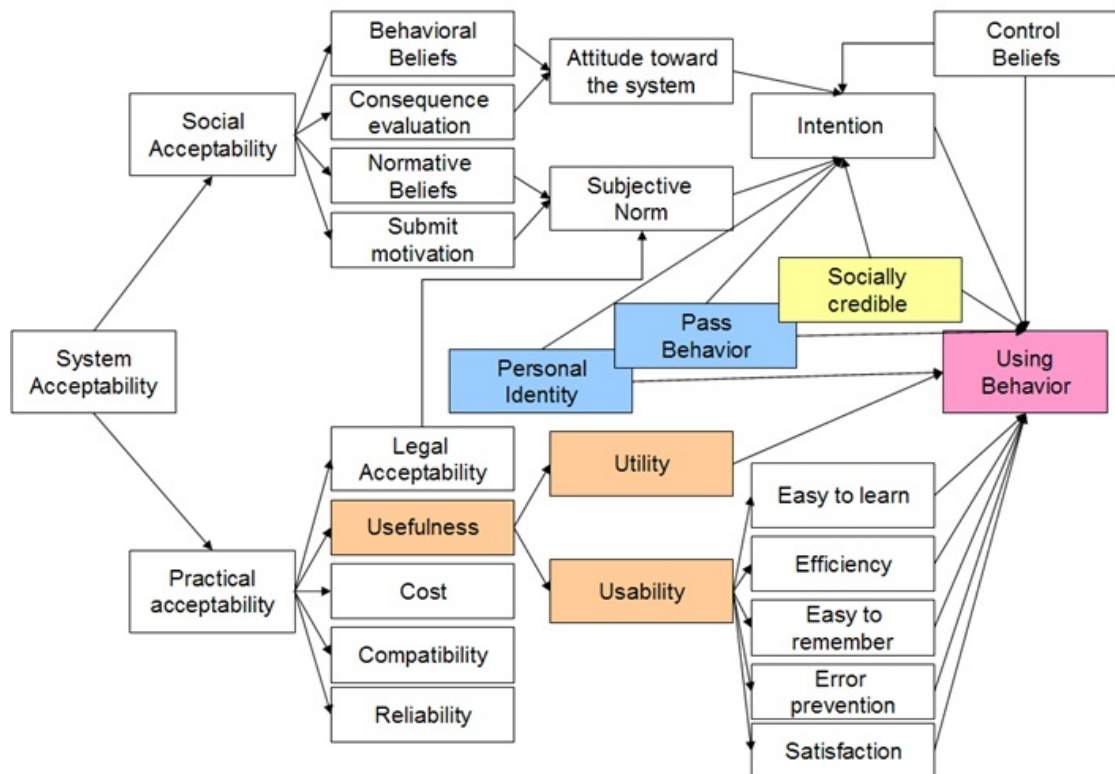 Behavioral
Beliefs
Attitude toward
the system
Control
Beliefs
Social
Acceptability
Consequence
evaluation
Intention
Normative
Beliefs
Subjective
Norm
Submit
motivation
Socially
credible
Pass
Behavior
System
Acceptability
Personal
Identity
Using
Behavior
Legal
Acceptability
Utility
Easy to learn
Usefulness
Practical
acceptability
Cost
Usability
Efficiency
Easy to
remember
Compatibility
Error
prevention
Reliability
Satisfaction